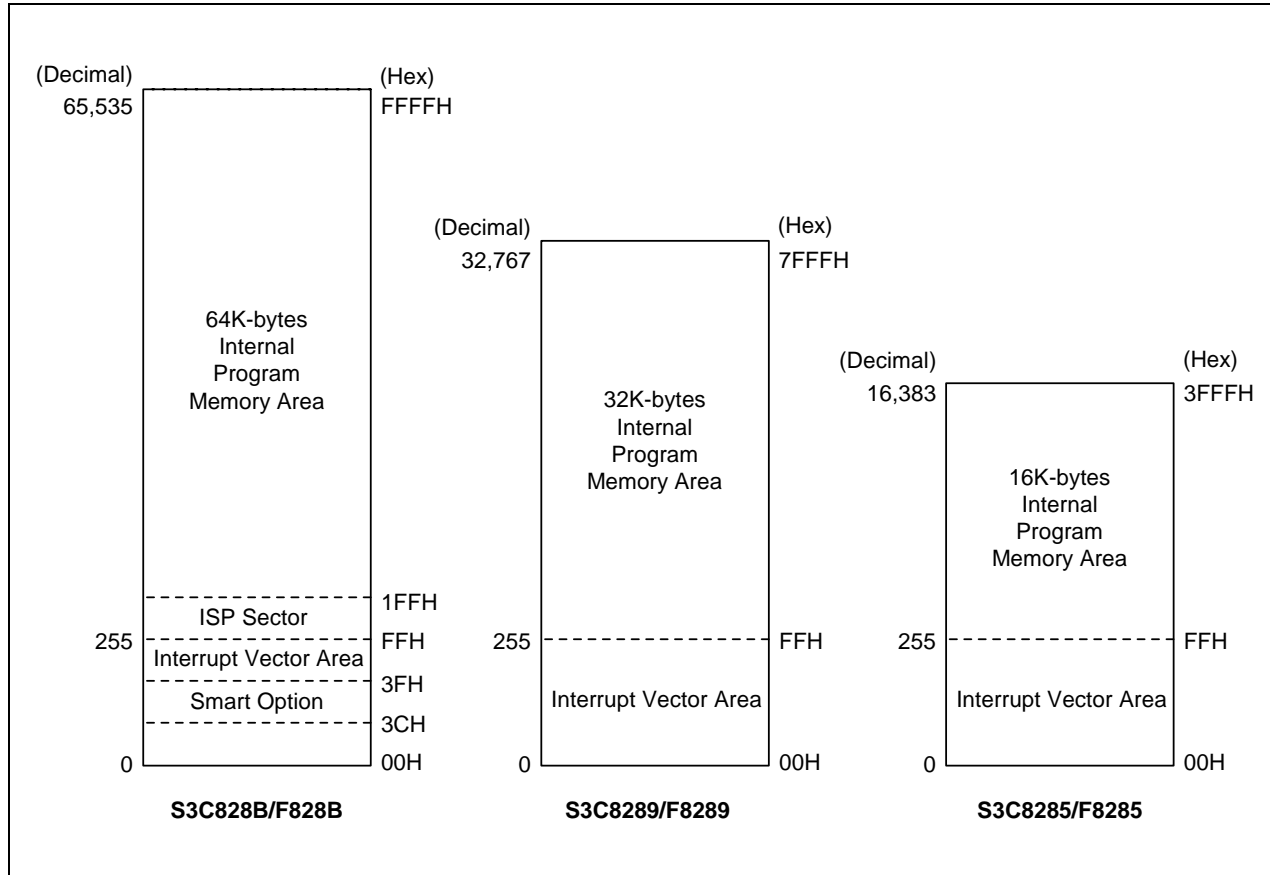 (Decimal)
65,535
(Hex)
FFFFH
64K-bytes
Internal
Program
Memory Area
1FFH
ISP Sector
255
FFH
Interrupt Vector Area
3FH
Smart Option
3CH
0
00H
S3C828B/F828B
(Decimal)
32,767
(Hex)
7FFFH
32K-bytes
Internal
Program
Memory Area
255
FFH
Interrupt Vector Area
0
00H
S3C8289/F8289
(Decimal)
16,383
(Hex)
3FFFH
16K-bytes
Internal
Program
Memory Area
255
FFH
Interrupt Vector Area
0
00H
S3C8285/F8285